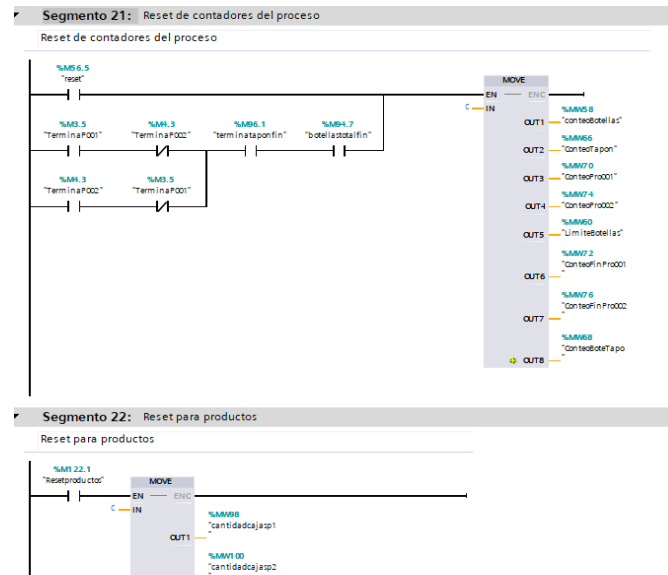 Segmento 21: Reset de contadores del proceso
Reset de contadores del proceso
%M56.5
"reset"
MOVE
EN ENC
IN
%M3.5 %M4.3 %M96.1 %M94.7
"TerminaP001" "TerminaP002" "terminataponfin" "botellastotalfin"
%M4.3 %M3.5
"TerminaP002" "TerminaP001"
OUT1
%MW58
"conteoBotellas"
OUT2
%MW66
"ConteoTapon"
OUT3
%MW70
"ConteoPro001"
OUT4
%MW74
"ConteoPro002"
OUT5
%MW60
"LimiteBotellas"
OUT6
%MW72
"ConteoFinPro001
"
OUT7
%MW76
"ConteoFinPro002
"
OUT8
%MW68
"ConteoBoteTapo
"
Segmento 22: Reset para productos
Reset para productos
%M122.1
"Resetproductos"
MOVE
EN ENC
IN
OUT1
%MW98
"cantidadcajasp1
"
%MW100
"cantidadcajasp2
"